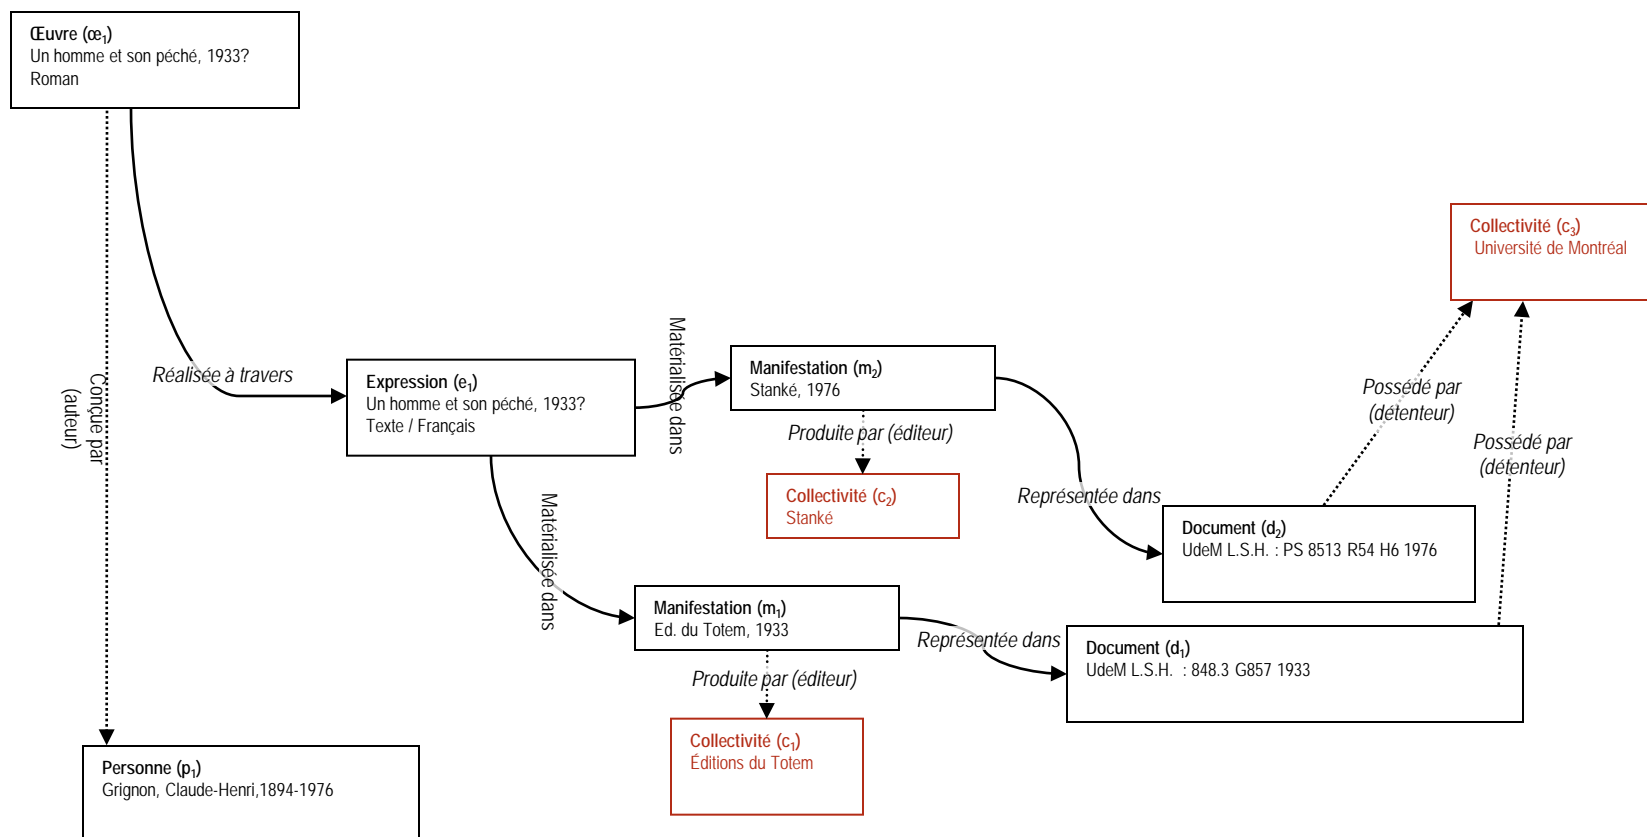 Œuvre (œ1)
Un homme et son péché, 1933?
Roman
Collectivité (c3)
Université de Montréal
Conçue par
(auteur)
Réalisée à travers
Expression (e1)
Un homme et son péché, 1933?
Texte / Français
Matérialisée dans
Manifestation (m2)
Stanké, 1976
Produite par (éditeur)
Collectivité (c2)
Stanké
Possédé par
(détenteur)
Possédé par
(détenteur)
Représentée dans
Document (d2)
UdeM L.S.H. : PS 8513 R54 H6 1976
Matérialisée dans
Manifestation (m1)
Ed. du Totem, 1933
Représentée dans
Document (d1)
UdeM L.S.H. : 848.3 G857 1933
Produite par (éditeur)
Collectivité (c1)
Éditions du Totem
Personne (p1)
Grignon, Claude-Henri,1894-1976